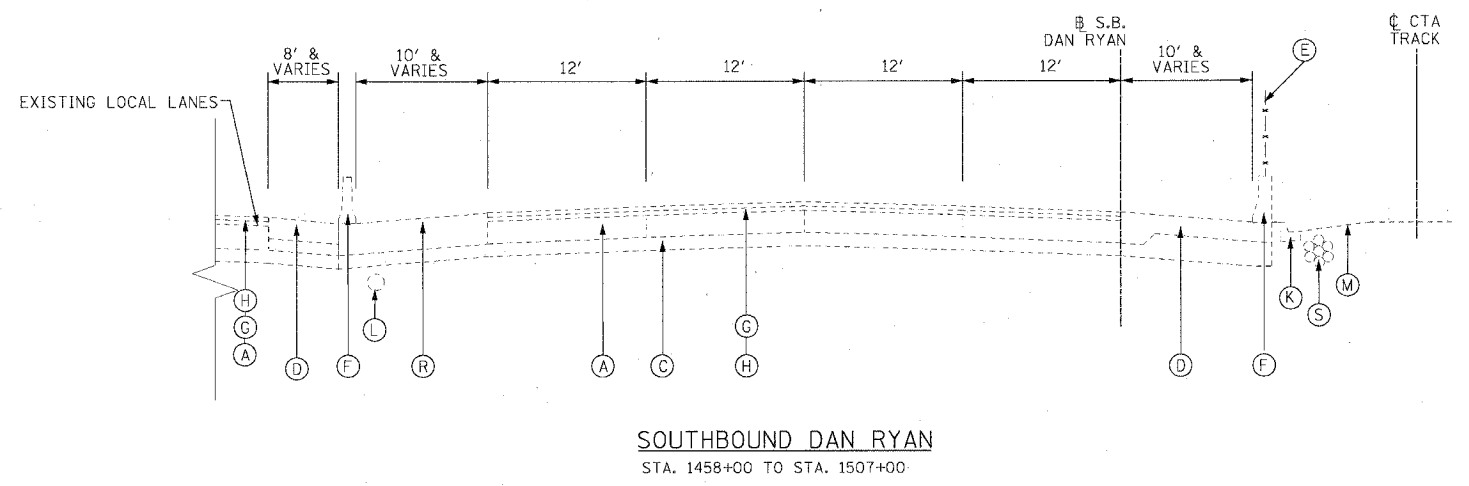 ℄ CTA
TRACK
B S.B.
DAN RYAN
E
8' &
VARIES
10' &
VARIES
12'
12'
12'
12'
10' &
VARIES
EXISTING LOCAL LANES
H
G
A
D
F
L
R
A
C
G
H
D
F
K
S
M
SOUTHBOUND DAN RYAN
STA. 1458+00 TO STA. 1507+00